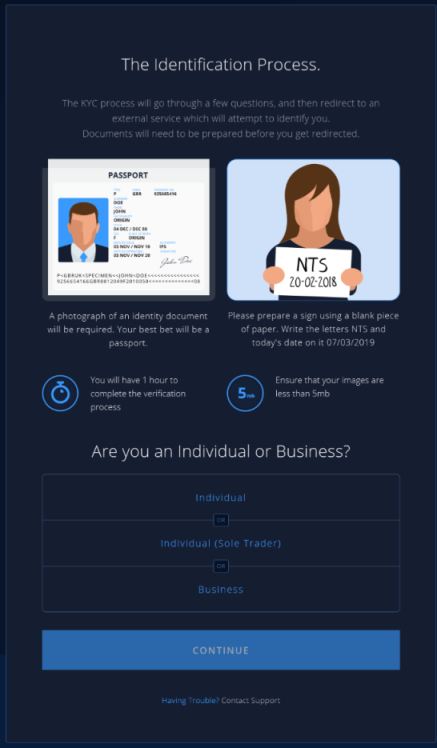 The Identification Process.
The KYC process will go through a few questions, and then redirect to an
external service which will attempt to identify you.
Documents will need to be prepared before you get redirected.
PASSPORT
P
GBR
925665416
DOE
JOHN
ORIGIN
04 DEC / DEC 88
F
ORIGIN
03 NOV / NOV 18
IPS
03 NOV / NOV 28
John Doe
NTS
20-02-2018
A photograph of an identity document
will be required. Your best bet will be a
passport.
Please prepare a sign using a blank piece
of paper. Write the letters NTS and
today's date on it 07/03/2019
You will have 1 hour to
complete the verification
process
5mb
Ensure that your images are
less than 5mb
Are you an Individual or Business?
Individual
OR
Individual (Sole Trader)
OR
Business
CONTINUE
Having Trouble? Contact Support